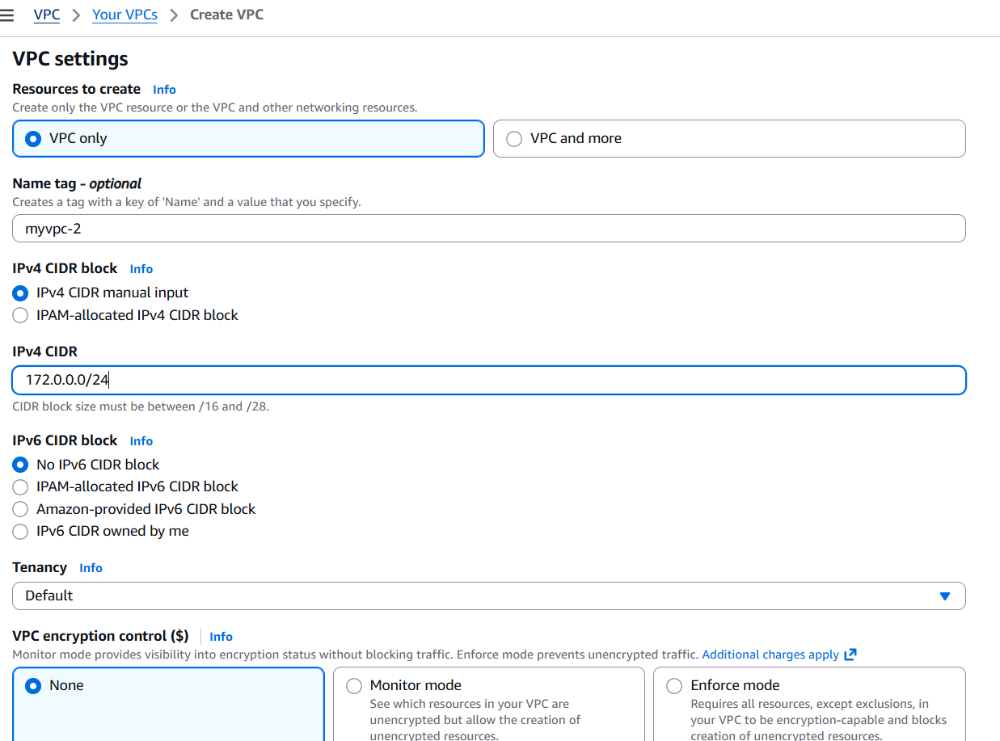 VPC > Your VPCs > Create VPC
VPC settings
Resources to create Info
Create only the VPC resource or the VPC and other networking resources.
VPC only
VPC and more
Name tag - optional
Creates a tag with a key of 'Name' and a value that you specify.
myvpc-2
IPv4 CIDR block Info
IPv4 CIDR manual input
IPAM-allocated IPv4 CIDR block
IPv4 CIDR
172.0.0.0/24
CIDR block size must be between /16 and /28.
IPv6 CIDR block Info
No IPv6 CIDR block
IPAM-allocated IPv6 CIDR block
Amazon-provided IPv6 CIDR block
IPv6 CIDR owned by me
Tenancy Info
Default
VPC encryption control ($) Info
Monitor mode provides visibility into encryption status without blocking traffic. Enforce mode prevents unencrypted traffic. Additional charges apply
None
Monitor mode
See which resources in your VPC are
unencrypted but allow the creation of
unencrypted resources.
Enforce mode
Requires all resources, except exclusions, in
your VPC to be encryption-capable and blocks
creation of unencrypted resources.